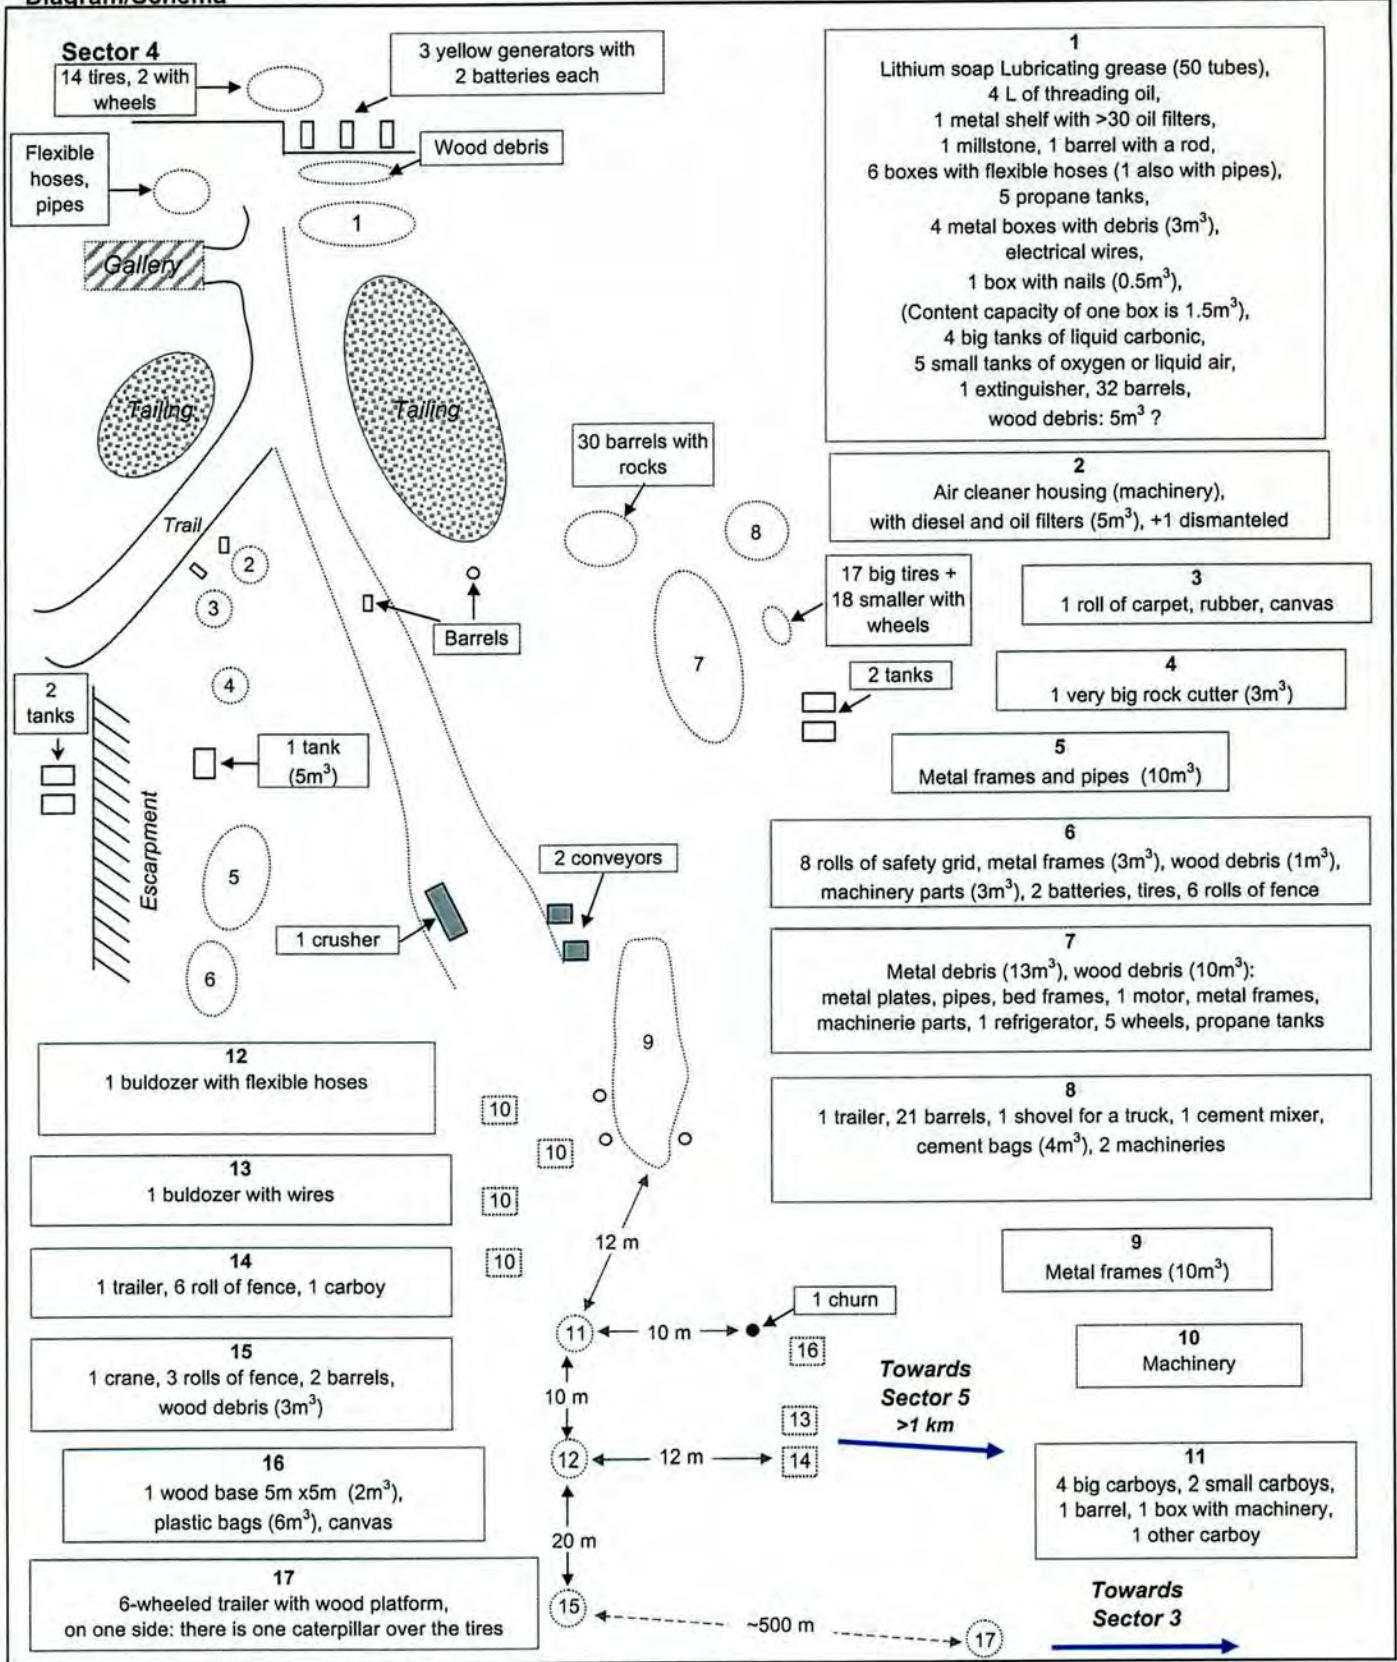 Diagram/Schema
Sector 4
14 tires, 2 with
wheels
3 yellow generators with
2 batteries each
Flexible
hoses,
pipes
Wood debris
1
Gallery
Tailing
Tailing
Trail
30 barrels with
rocks
8
2
3
Barrels
17 big tires +
18 smaller with
wheels
7
4
2 tanks
2
tanks
1 tank
(5m³)
Escarpment
5
6
2 conveyors
1 crusher
9
10
10
10
10
12 m
1 churn
11
10 m
16
10 m
Towards
Sector 5
>1 km
13
12
12 m
14
20 m
15
~500 m
17
Towards
Sector 3
1
Lithium soap Lubricating grease (50 tubes),
4 L of threading oil,
1 metal shelf with >30 oil filters,
1 millstone, 1 barrel with a rod,
6 boxes with flexible hoses (1 also with pipes),
5 propane tanks,
4 metal boxes with debris (3m³),
electrical wires,
1 box with nails (0.5m³),
(Content capacity of one box is 1.5m³),
4 big tanks of liquid carbonic,
5 small tanks of oxygen or liquid air,
1 extinguisher, 32 barrels,
wood debris: 5m³ ?
2
Air cleaner housing (machinery),
with diesel and oil filters (5m³), +1 dismanteled
3
1 roll of carpet, rubber, canvas
4
1 very big rock cutter (3m³)
5
Metal frames and pipes (10m³)
6
8 rolls of safety grid, metal frames (3m³), wood debris (1m³),
machinery parts (3m³), 2 batteries, tires, 6 rolls of fence
7
Metal debris (13m³), wood debris (10m³):
metal plates, pipes, bed frames, 1 motor, metal frames,
machinerie parts, 1 refrigerator, 5 wheels, propane tanks
8
1 trailer, 21 barrels, 1 shovel for a truck, 1 cement mixer,
cement bags (4m³), 2 machineries
9
Metal frames (10m³)
10
Machinery
11
4 big carboys, 2 small carboys,
1 barrel, 1 box with machinery,
1 other carboy
12
1 buldozer with flexible hoses
13
1 buldozer with wires
14
1 trailer, 6 roll of fence, 1 carboy
15
1 crane, 3 rolls of fence, 2 barrels,
wood debris (3m³)
16
1 wood base 5m x5m (2m³),
plastic bags (6m³), canvas
17
6-wheeled trailer with wood platform,
on one side: there is one caterpillar over the tires